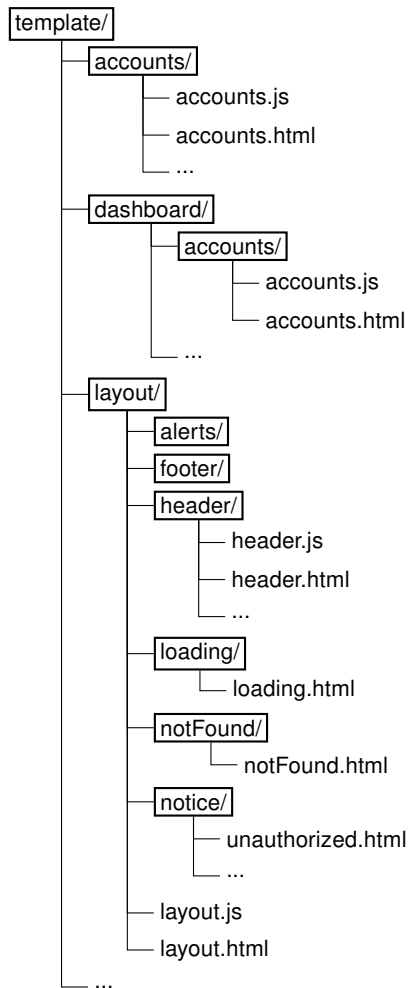 template/
accounts/
accounts.js
accounts.html
...
dashboard/
accounts/
accounts.js
accounts.html
...
layout/
alerts/
footer/
header/
header.js
header.html
...
loading/
loading.html
notFound/
notFound.html
notice/
unauthorized.html
...
layout.js
layout.html
...